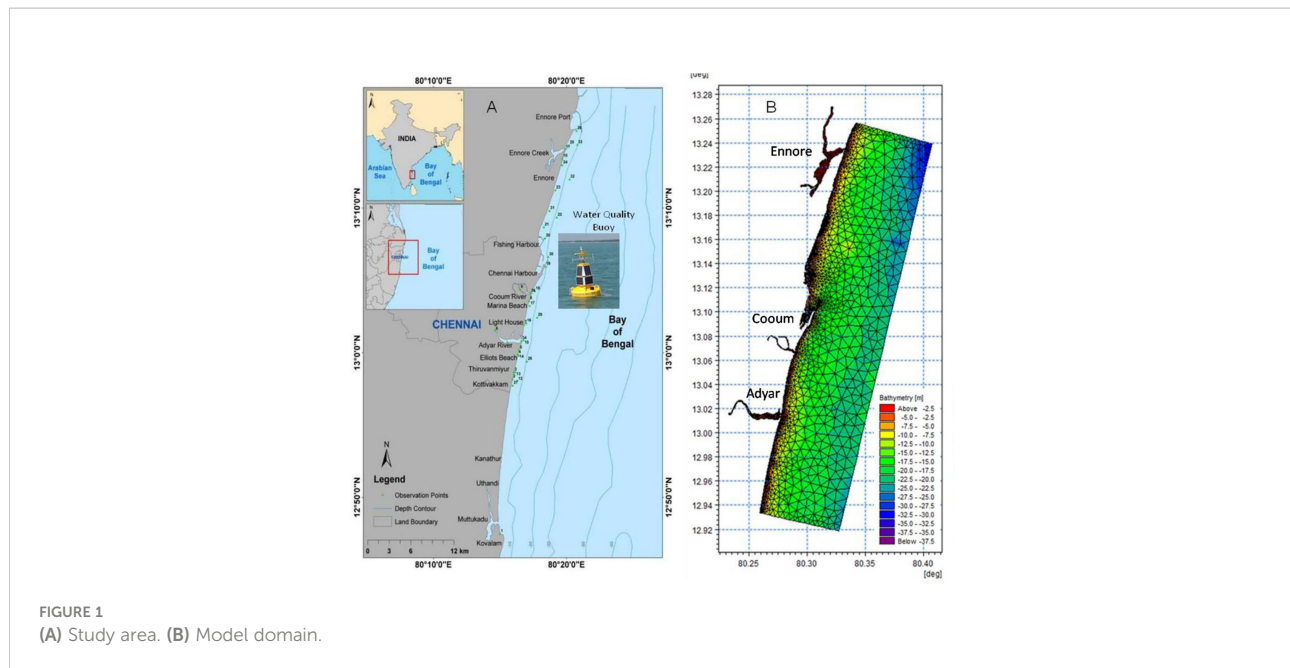 80°10'0"E
80°20'0"E
A
N
INDIA
Arabian
Sea
Bay
of
Bengal
N
CHENNAI
Bay
of
Bengal
Ennore Port
Ennore Creek
Ennore
13°10'0"N
13°10'0"N
Water Quality
Buoy
Fishing Harbour
Chennai Harbour
Cooum River
Marina Beach
CHENNAI
Light House
Bay
of
Bengal
Adyar River
Elliots Beach
Thiruvanmiyur
Kottivakkam
13°0'0"N
13°0'0"N
Kanathur
N
Legend
Observation Points
Depth Contour
Land Boundary
0 3 6 12 km
Uthandi
Muttukadu
Kovalam
12°50'0"N
12°50'0"N
80°10'0"E
80°20'0"E
[deg]
B
13.28
13.26
13.24
13.22
13.20
13.18
13.16
13.14
13.12
13.10
13.08
13.06
13.04
13.02
13.00
12.98
12.96
12.94
12.92
Ennore
Cooum
Adyar
Bathymetry [m]
Above -2.5
-5.0 - -2.5
-7.5 - -5.0
-10.0 - -7.5
-12.5 - -10.0
-15.0 - -12.5
-17.5 - -15.0
-20.0 - -17.5
-22.5 - -20.0
-25.0 - -22.5
-27.5 - -25.0
-30.0 - -27.5
-32.5 - -30.0
-35.0 - -32.5
-37.5 - -35.0
Below -37.5
80.25
80.30
80.35
80.40
[deg]
FIGURE 1
(A) Study area. (B) Model domain.